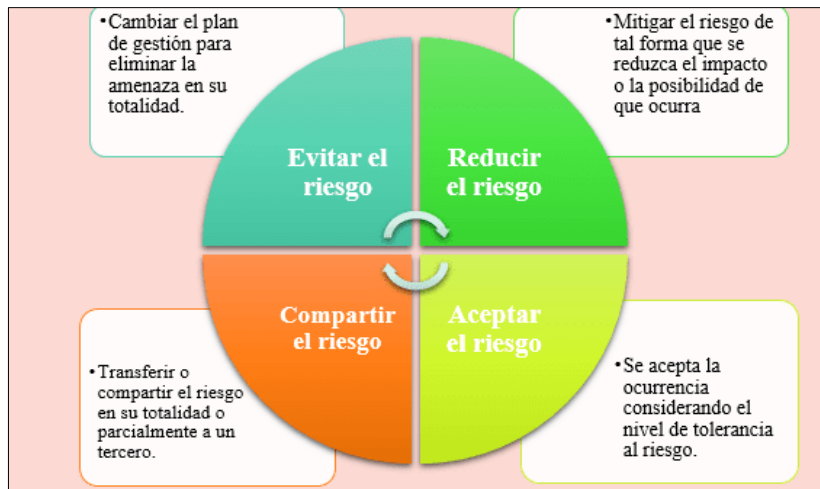 •Cambiar el plan
de gestión para
eliminar la
amenaza en su
totalidad.
•Mitigar el riesgo de
tal forma que se
reduzca el impacto
o la posibilidad de
que ocurra
Evitar el
riesgo
Reducir
el riesgo
Compartir
el riesgo
Aceptar
el riesgo
•Transferir o
compartir el riesgo
en su totalidad o
parcialmente a un
tercero.
•Se acepta la
ocurrencia
considerando el
nivel de tolerancia
al riesgo.